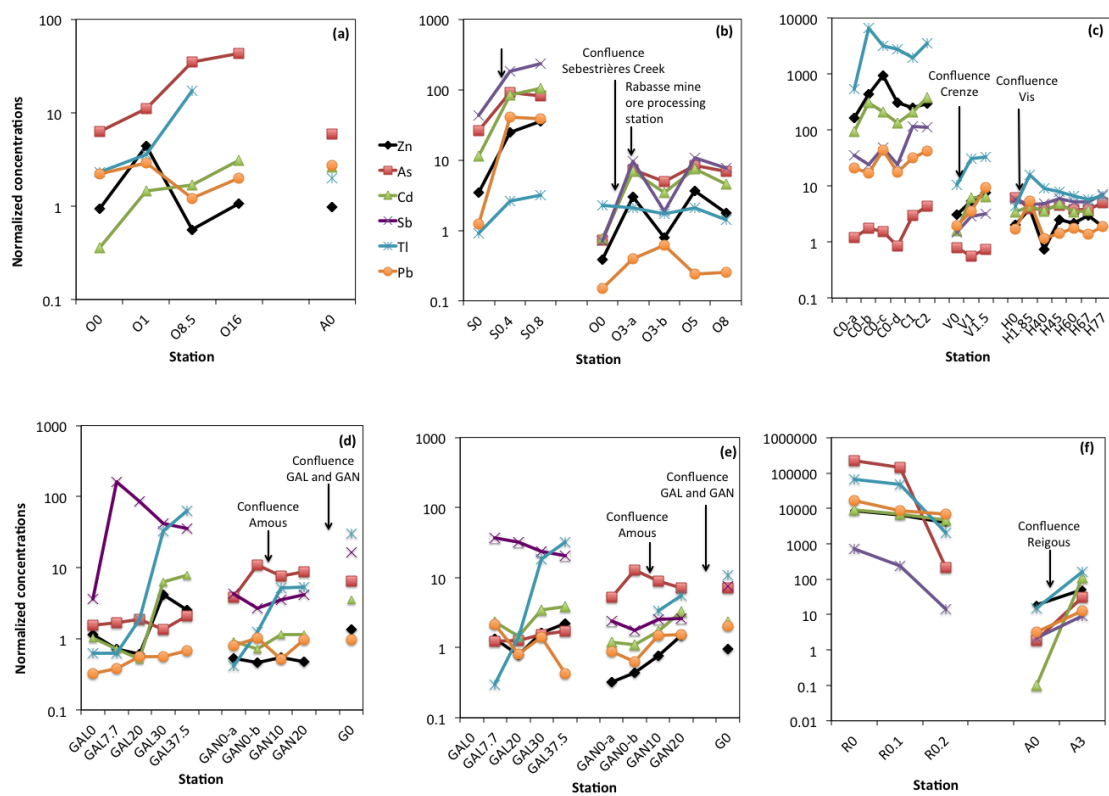 (a)
Normalized concentrations
100
10
1
0.1
O0
O1
O8.5
O16
A0
Station
Zn
As
Cd
Sb
Tl
Pb
(b)
1000
100
10
1
0.1
Confluence
Sebestrières Creek
Rabasse mine
ore processing
station
S0
S0.4
S0.8
O0
O3-a
O3-b
O5
O8
Station
(c)
10000
1000
100
10
1
0.1
Confluence
Crenze
Confluence
Vis
C0-a
C0-b
C0-c
C0-d
C1
C2
V0
V1
V1.5
H0
H1.85
H40
H45
H60
H67
H77
Station
(d)
Normalized concentrations
1000
100
10
1
0.1
Confluence
GAL and GAN
Confluence
Amous
GAL0
GAL7.7
GAL20
GAL30
GAL37.5
GAN0-a
GAN0-b
GAN10
GAN20
G0
Station
(e)
1000
100
10
1
0.1
Confluence
GAL and GAN
Confluence
Amous
GAL0
GAL7.7
GAL20
GAL30
GAL37.5
GAN0-a
GAN0-b
GAN10
GAN20
G0
Station
(f)
1000000
100000
10000
1000
100
10
1
0.1
0.01
Confluence
Reigous
R0
R0.1
R0.2
A0
A3
Station